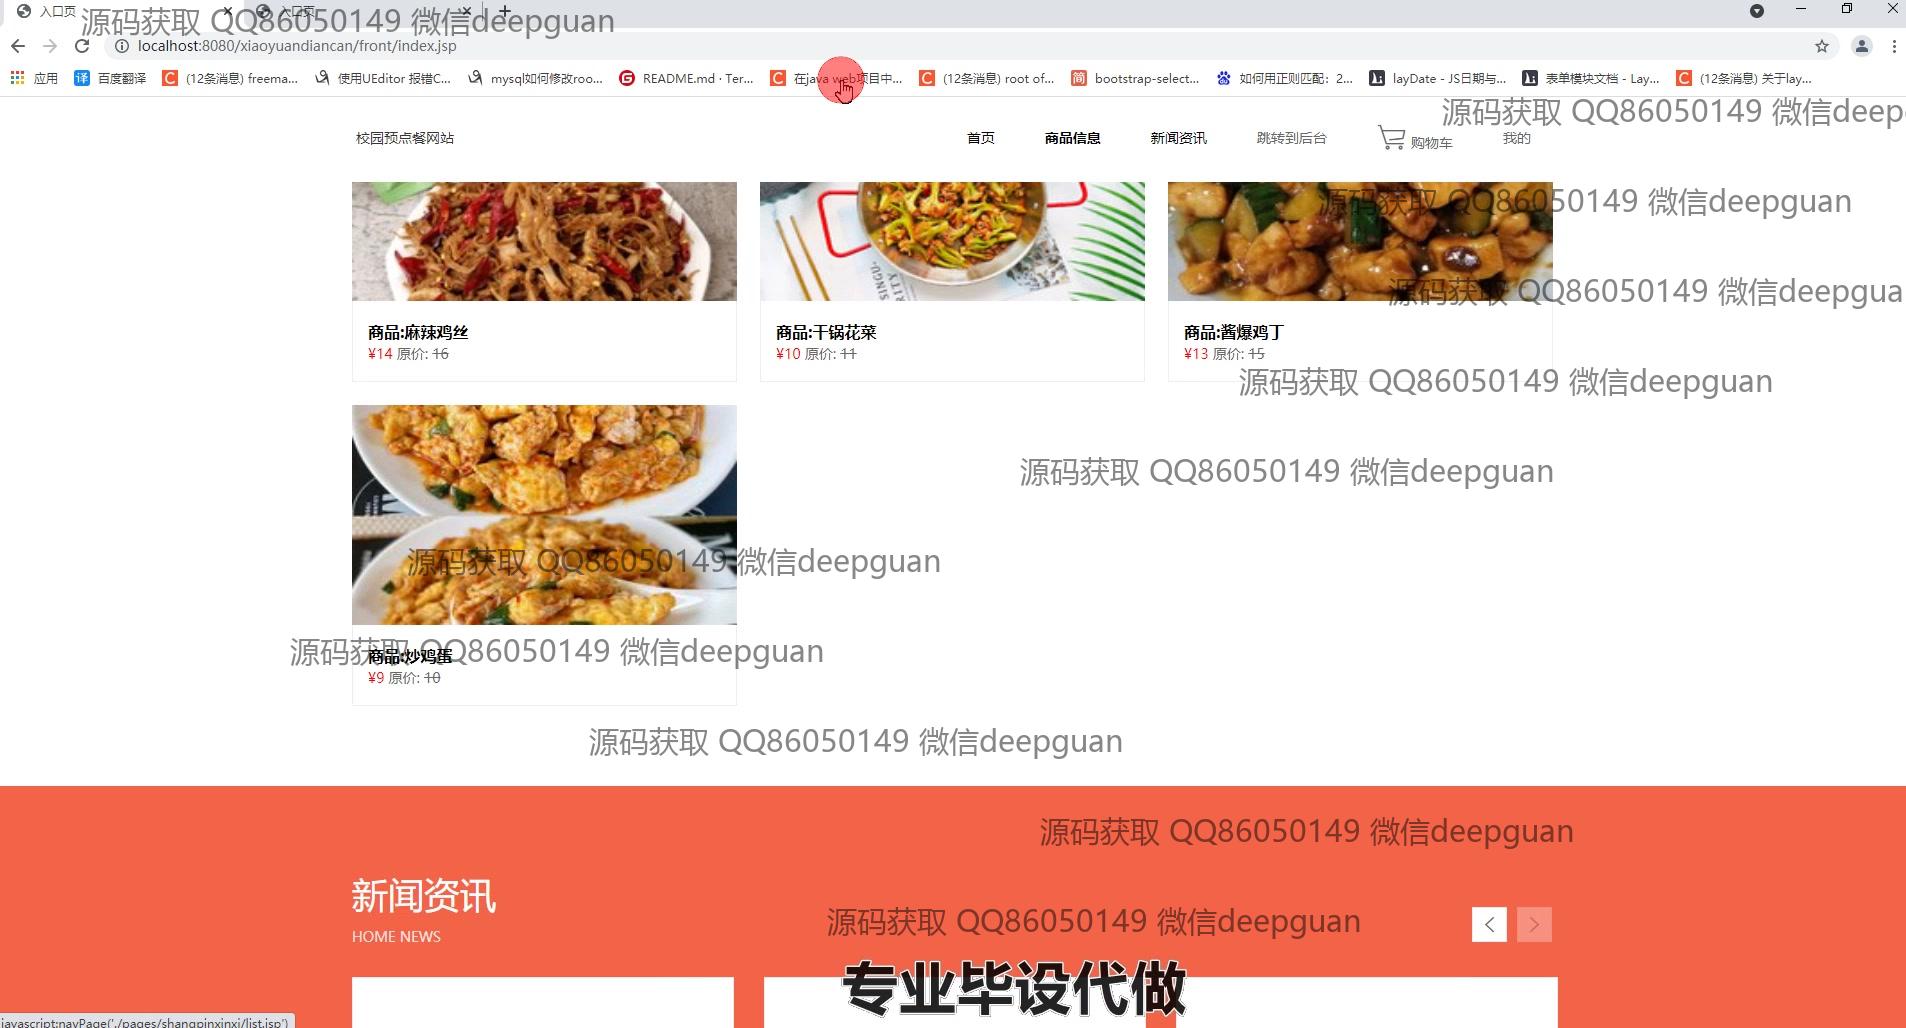 入口页
入口页
源码获取 QQ86050149 微信deepguan
localhost:8080/xiaoyuandiancan/front/index.jsp
应用
百度翻译
(12条消息) freema...
使用UEditor 报错C...
mysql如何修改roo...
README.md · Ter...
在java web项目中...
(12条消息) root of...
bootstrap-select...
如何用正则匹配：2...
layDate - JS日期与...
表单模块文档 - Lay...
(12条消息) 关于lay...
源码获取 QQ86050149 微信deep
校园预点餐网站
首页
商品信息
新闻资讯
跳转到后台
购物车
我的
源码获取 QQ86050149 微信deepguan
源码获取 QQ86050149 微信deepgua
商品:麻辣鸡丝
¥14 原价: 16
商品:干锅花菜
¥10 原价: 11
商品:酱爆鸡丁
¥13 原价: 15
源码获取 QQ86050149 微信deepguan
源码获取 QQ86050149 微信deepguan
源码获取 QQ86050149 微信deepguan
源码获取 QQ86050149 微信deepguan
商品:炒鸡蛋
¥9 原价: 10
源码获取 QQ86050149 微信deepguan
源码获取 QQ86050149 微信deepguan
新闻资讯
HOME NEWS
源码获取 QQ86050149 微信deepguan
专业毕设代做
javascript:navPage('./pages/shangpinxinxi/list.jsp')